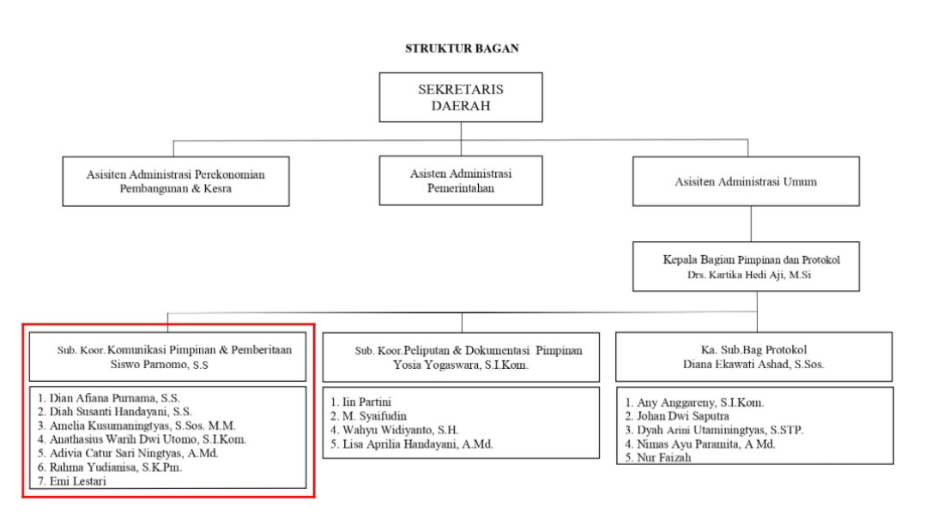 STRUKTUR BAGAN
SEKRETARIS
DAERAH
Asisiten Administrasi Perekonomian
Pembangunan & Kesra
Asisten Administrasi
Pemerintahan
Asisiten Administrasi Umum
Kepala Bagian Pimpinan dan Protokol
Drs. Kartika Hedi Aji, M.Si
Sub. Koor. Komunikasi Pimpinan & Pemberitaan
Siswo Parnomo, S.S
1. Dian Afiana Purnama, S.S.
2. Diah Susanti Handayani, S.S.
3. Amelia Kusumaningtyas, S.Sos. M.M.
4. Anathasius Warih Dwi Utomo, S.I.Kom.
5. Adivia Catur Sari Ningtyas, A.Md.
6. Rahma Yudianisa, S.K.Pm.
7. Emi Lestari
Sub. Koor.Peliputan & Dokumentasi Pimpinan
Yosia Yogaswara, S.I.Kom.
1. Iin Partini
2. M. Syaifudin
4. Wahyu Widiyanto, S.H.
5. Lisa Aprilia Handayani, A.Md.
Ka. Sub.Bag Protokol
Diana Ekawati Ashad, S.Sos.
1. Any Anggareny, S.I.Kom.
2. Johan Dwi Saputra
3. Dyah Arini Utaminingtyas, S.STP.
4. Nimas Ayu Paramita, A Md.
5. Nur Faizah